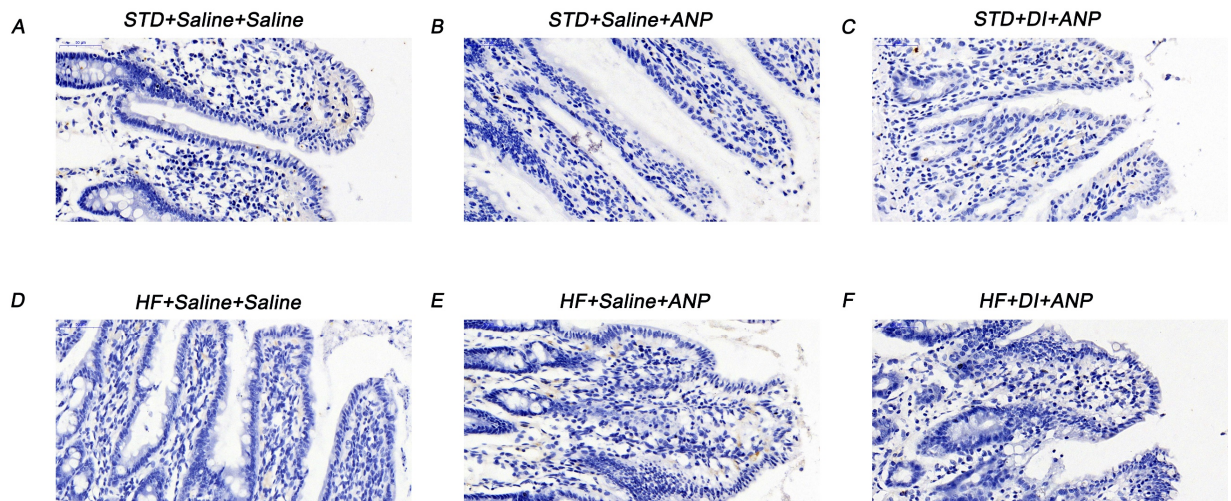 A STD+Saline+Saline
B STD+Saline+ANP
C STD+DI+ANP
D HF+Saline+Saline
E HF+Saline+ANP
F HF+DI+ANP